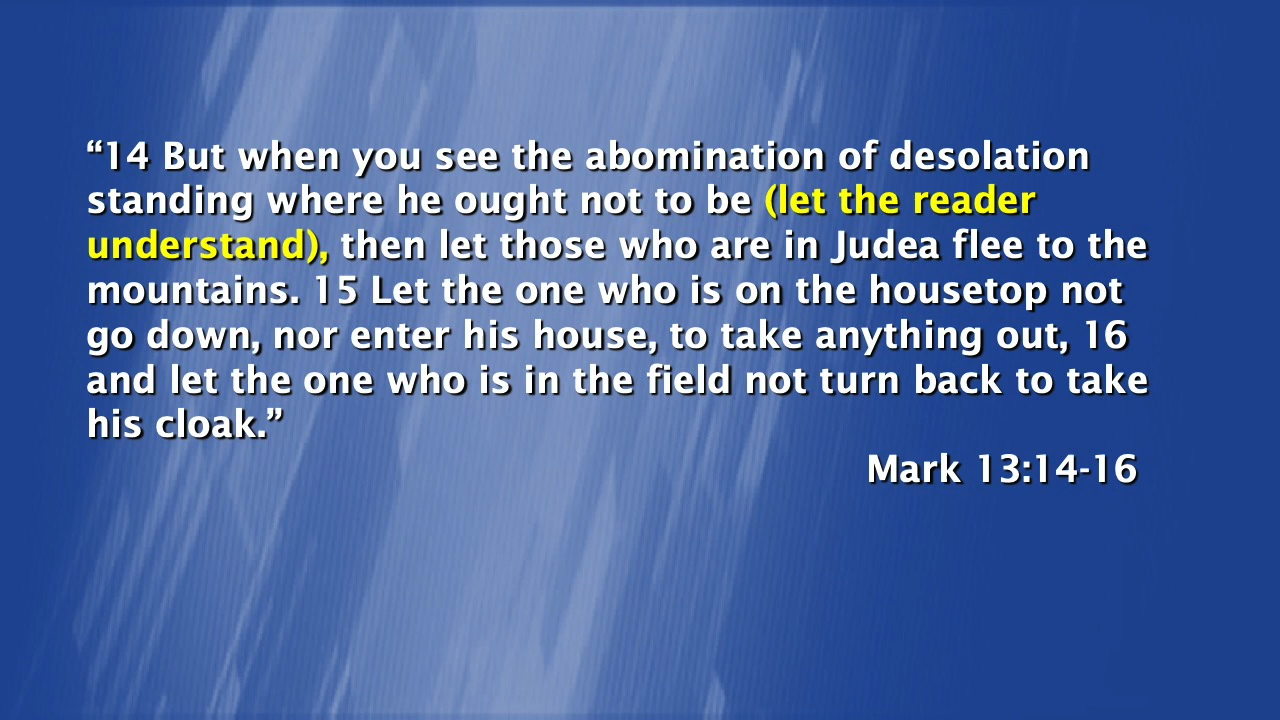 “14 But when you see the abomination of desolation
standing where he ought not to be (let the reader
understand), then let those who are in Judea flee to the
mountains. 15 Let the one who is on the housetop not
go down, nor enter his house, to take anything out, 16
and let the one who is in the field not turn back to take
his cloak.”
Mark 13:14-16